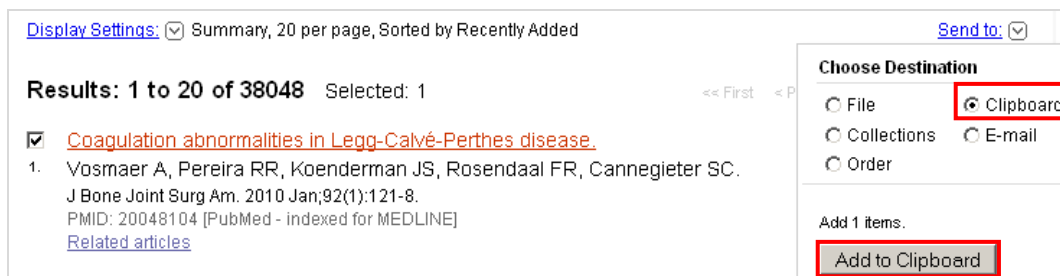 Display Settings: Summary, 20 per page, Sorted by Recently Added
Send to:
Results: 1 to 20 of 38048 Selected: 1
<< First < P
Coagulation abnormalities in Legg-Calvé-Perthes disease.
1. Vosmaer A, Pereira RR, Koenderman JS, Rosendaal FR, Cannegieter SC.
J Bone Joint Surg Am. 2010 Jan;92(1):121-8.
PMID: 20048104 [PubMed - indexed for MEDLINE]
Related articles
Choose Destination
File Clipboard
Collections E-mail
Order
Add 1 items.
Add to Clipboard